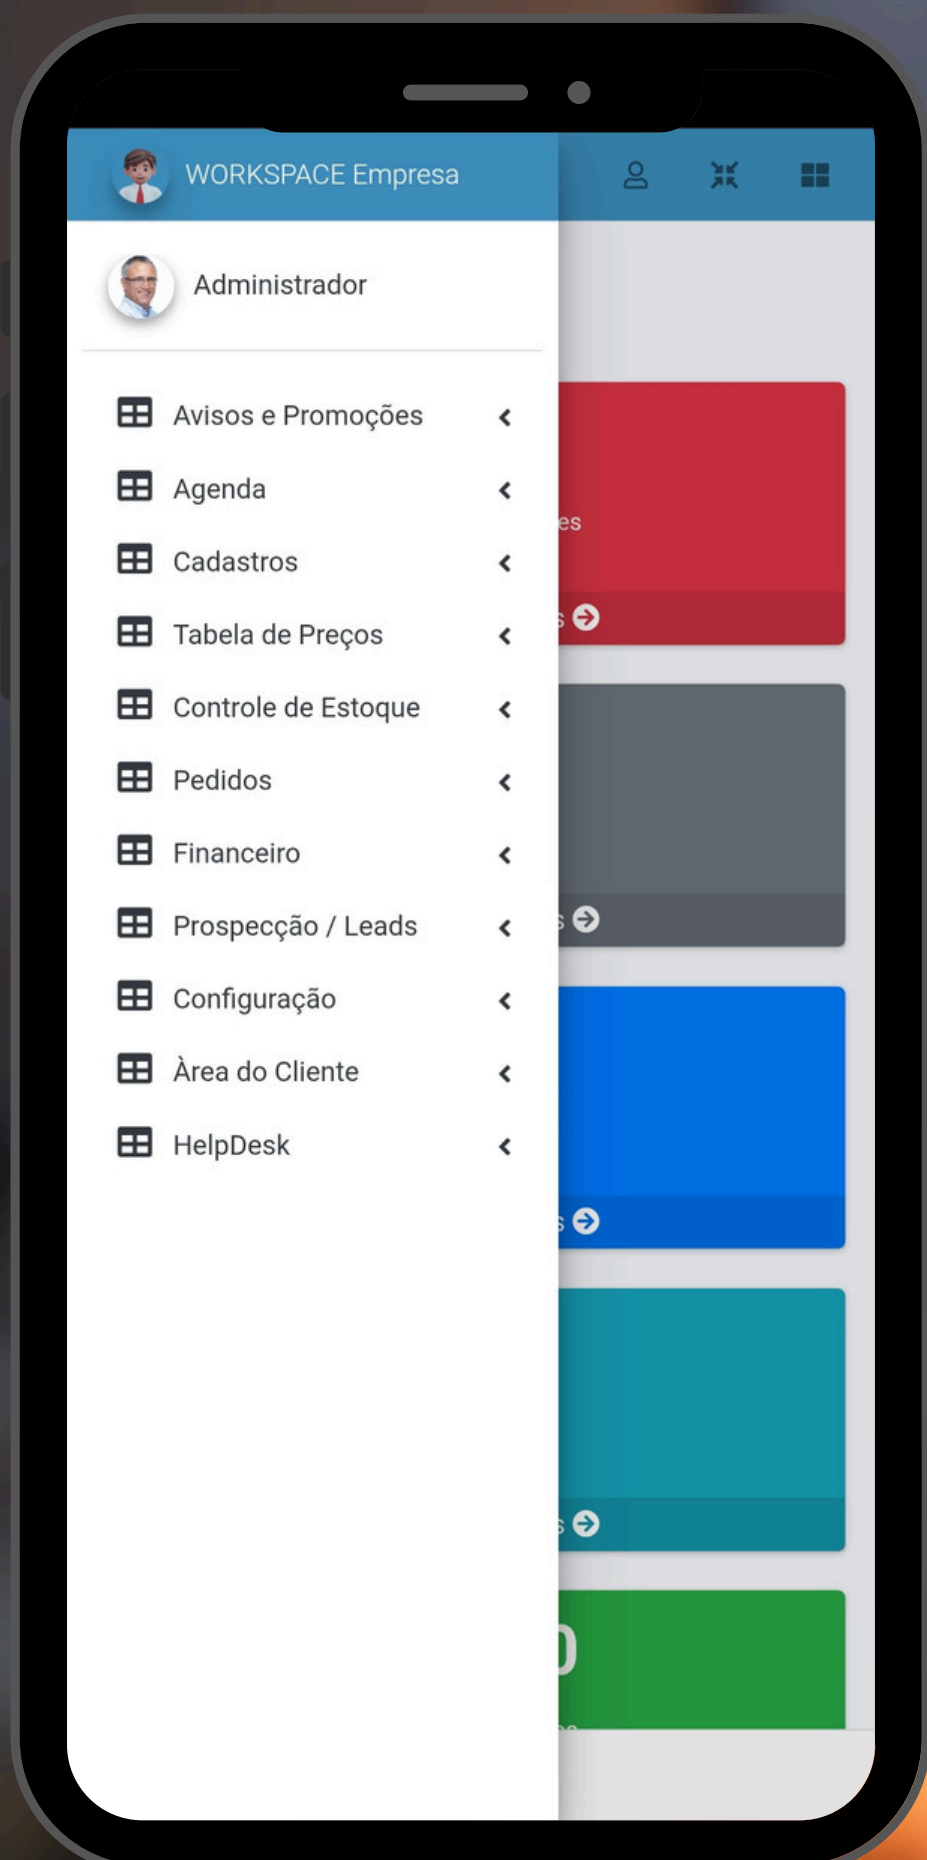 WORKSPACE Empresa
Administrador
Avisos e Promoções
Agenda
Cadastros
Tabela de Preços
Controle de Estoque
Pedidos
Financeiro
Prospecção / Leads
Configuração
Àrea do Cliente
HelpDesk